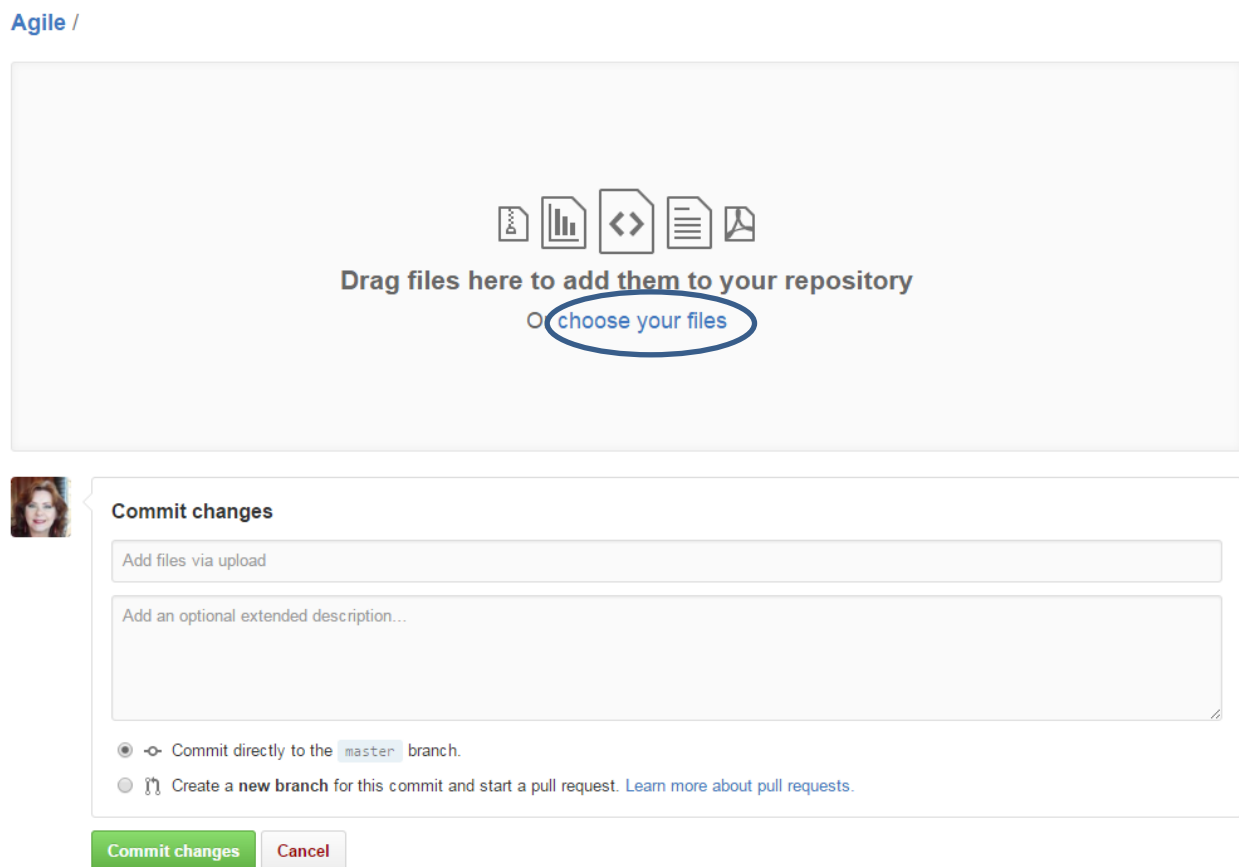 Agile /
Drag files here to add them to your repository
Or choose your files
Commit changes
Add files via upload
Add an optional extended description...
Commit directly to the master branch.
Create a new branch for this commit and start a pull request. Learn more about pull requests.
Commit changes Cancel